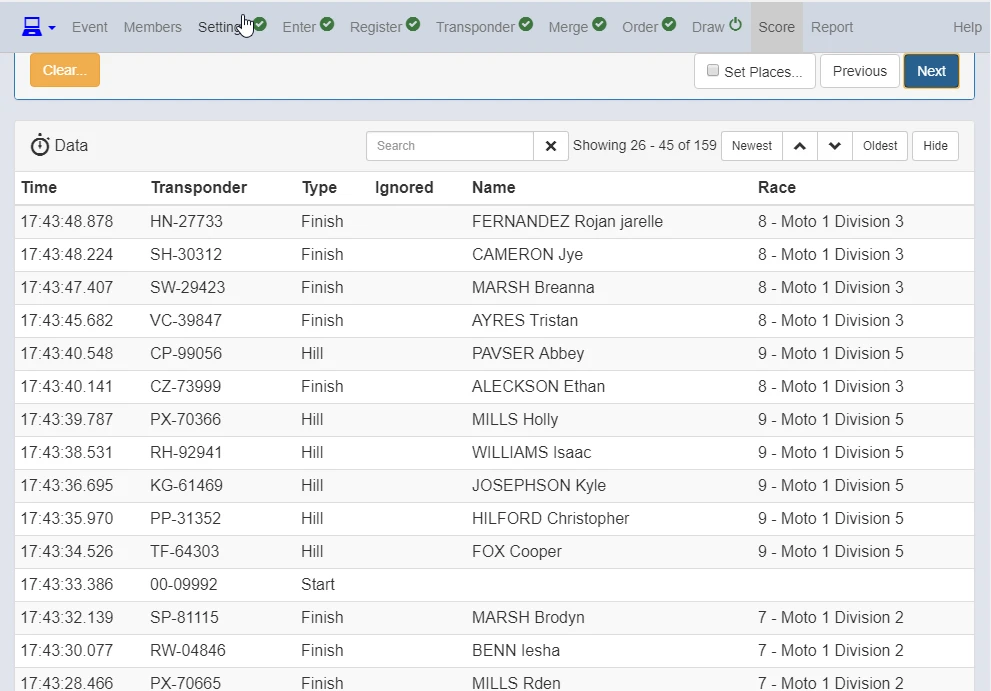 Event Members Setting Enter Register Transponder Merge Order Draw Score Report Help
Clear... Set Places... Previous Next
Data Search Showing 26 - 45 of 159 Newest Oldest Hide
Time Transponder Type Ignored Name Race
17:43:48.878 HN-27733 Finish FERNANDEZ Rojan jarelle 8 - Moto 1 Division 3
17:43:48.224 SH-30312 Finish CAMERON Jye 8 - Moto 1 Division 3
17:43:47.407 SW-29423 Finish MARSH Breanna 8 - Moto 1 Division 3
17:43:45.682 VC-39847 Finish AYRES Tristan 8 - Moto 1 Division 3
17:43:40.548 CP-99056 Hill PAVSER Abbey 9 - Moto 1 Division 5
17:43:40.141 CZ-73999 Finish ALECKSON Ethan 8 - Moto 1 Division 3
17:43:39.787 PX-70366 Hill MILLS Holly 9 - Moto 1 Division 5
17:43:38.531 RH-92941 Hill WILLIAMS Isaac 9 - Moto 1 Division 5
17:43:36.695 KG-61469 Hill JOSEPHSON Kyle 9 - Moto 1 Division 5
17:43:35.970 PP-31352 Hill HILFORD Christopher 9 - Moto 1 Division 5
17:43:34.526 TF-64303 Hill FOX Cooper 9 - Moto 1 Division 5
17:43:33.386 00-09992 Start
17:43:32.139 SP-81115 Finish MARSH Brodyn 7 - Moto 1 Division 2
17:43:30.077 RW-04846 Finish BENN Iesha 7 - Moto 1 Division 2
17:43:28.466 PX-70665 Finish MILLS Rden 7 - Moto 1 Division 2